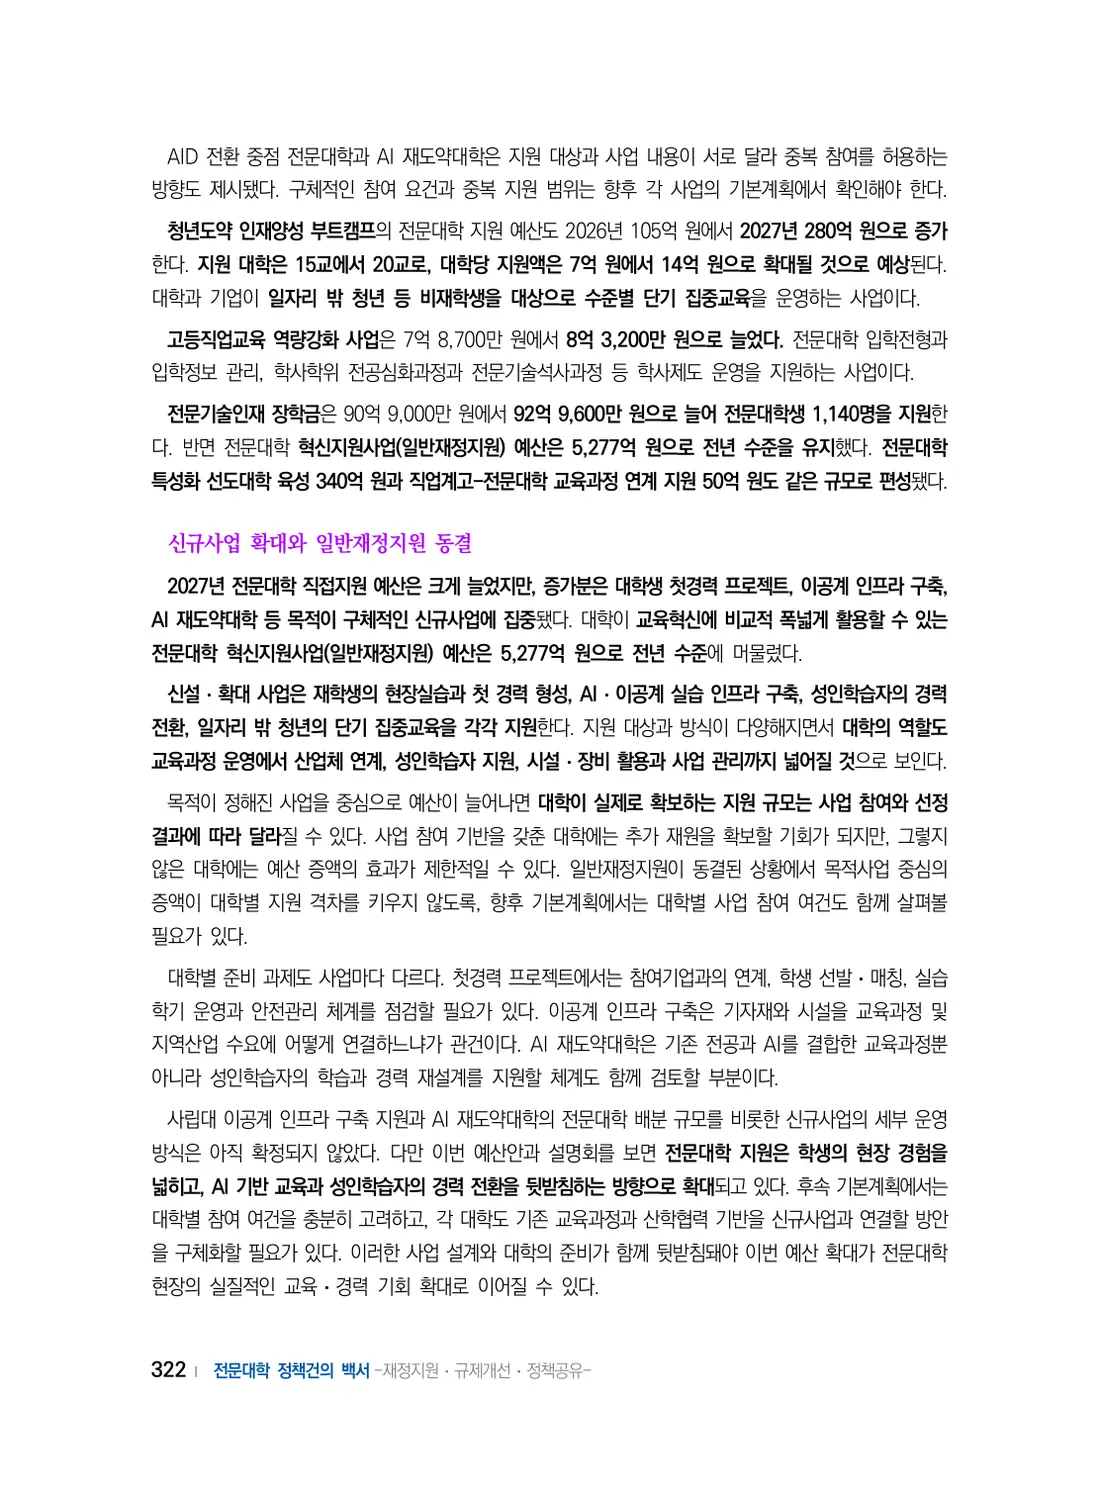 AID 전환 중점 전문대학과 AI 재도약대학은 지원 대상과 사업 내용이 서로 달라 중복 참여를 허용하는
방향도 제시됐다. 구체적인 참여 요건과 중복 지원 범위는 향후 각 사업의 기본계획에서 확인해야 한다.
청년도약 인재양성 부트캠프의 전문대학 지원 예산도 2026년 105억 원에서 2027년 280억 원으로 증가
한다. 지원 대학은 15교에서 20교로, 대학당 지원액은 7억 원에서 14억 원으로 확대될 것으로 예상된다.
대학과 기업이 일자리 밖 청년 등 비재학생을 대상으로 수준별 단기 집중교육을 운영하는 사업이다.
고등직업교육 역량강화 사업은 7억 8,700만 원에서 8억 3,200만 원으로 늘었다. 전문대학 입학전형과
입학정보 관리, 학사학위 전공심화과정과 전문기술석사과정 등 학사제도 운영을 지원하는 사업이다.
전문기술인재 장학금은 90억 9,000만 원에서 92억 9,600만 원으로 늘어 전문대학생 1,140명을 지원한
다. 반면 전문대학 혁신지원사업(일반재정지원) 예산은 5,277억 원으로 전년 수준을 유지했다. 전문대학
특성화 선도대학 육성 340억 원과 직업계고-전문대학 교육과정 연계 지원 50억 원도 같은 규모로 편성됐다.
신규사업 확대와 일반재정지원 동결
2027년 전문대학 직접지원 예산은 크게 늘었지만, 증가분은 대학생 첫경력 프로젝트, 이공계 인프라 구축,
AI 재도약대학 등 목적이 구체적인 신규사업에 집중됐다. 대학이 교육혁신에 비교적 폭넓게 활용할 수 있는
전문대학 혁신지원사업(일반재정지원) 예산은 5,277억 원으로 전년 수준에 머물렀다.
신설·확대 사업은 재학생의 현장실습과 첫 경력 형성, AI·이공계 실습 인프라 구축, 성인학습자의 경력
전환, 일자리 밖 청년의 단기 집중교육을 각각 지원한다. 지원 대상과 방식이 다양해지면서 대학의 역할도
교육과정 운영에서 산업체 연계, 성인학습자 지원, 시설·장비 활용과 사업 관리까지 넓어질 것으로 보인다.
목적이 정해진 사업을 중심으로 예산이 늘어나면 대학이 실제로 확보하는 지원 규모는 사업 참여와 선정
결과에 따라 달라질 수 있다. 사업 참여 기반을 갖춘 대학에는 추가 재원을 확보할 기회가 되지만, 그렇지
않은 대학에는 예산 증액의 효과가 제한적일 수 있다. 일반재정지원이 동결된 상황에서 목적사업 중심의
증액이 대학별 지원 격차를 키우지 않도록, 향후 기본계획에서는 대학별 사업 참여 여건도 함께 살펴볼
필요가 있다.
대학별 준비 과제도 사업마다 다르다. 첫경력 프로젝트에서는 참여기업과의 연계, 학생 선발·매칭, 실습
학기 운영과 안전관리 체계를 점검할 필요가 있다. 이공계 인프라 구축은 기자재와 시설을 교육과정 및
지역산업 수요에 어떻게 연결하느냐가 관건이다. AI 재도약대학은 기존 전공과 AI를 결합한 교육과정뿐
아니라 성인학습자의 학습과 경력 재설계를 지원할 체계도 함께 검토할 부분이다.
사립대 이공계 인프라 구축 지원과 AI 재도약대학의 전문대학 배분 규모를 비롯한 신규사업의 세부 운영
방식은 아직 확정되지 않았다. 다만 이번 예산안과 설명회를 보면 전문대학 지원은 학생의 현장 경험을
넓히고, AI 기반 교육과 성인학습자의 경력 전환을 뒷받침하는 방향으로 확대되고 있다. 후속 기본계획에서는
대학별 참여 여건을 충분히 고려하고, 각 대학도 기존 교육과정과 산학협력 기반을 신규사업과 연결할 방안
을 구체화할 필요가 있다. 이러한 사업 설계와 대학의 준비가 함께 뒷받침돼야 이번 예산 확대가 전문대학
현장의 실질적인 교육·경력 기회 확대로 이어질 수 있다.
322 | 전문대학 정책건의 백서 -재정지원·규제개선·정책공유-